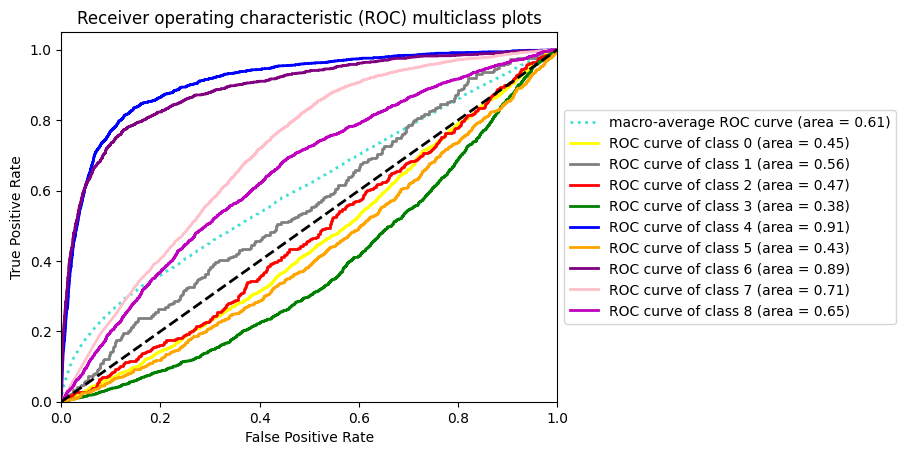 Receiver operating characteristic (ROC) multiclass plots
True Positive Rate
1.0
0.8
0.6
0.4
0.2
0.0
0.0 0.2 0.4 0.6 0.8 1.0
False Positive Rate
macro-average ROC curve (area = 0.61)
ROC curve of class 0 (area = 0.45)
ROC curve of class 1 (area = 0.56)
ROC curve of class 2 (area = 0.47)
ROC curve of class 3 (area = 0.38)
ROC curve of class 4 (area = 0.91)
ROC curve of class 5 (area = 0.43)
ROC curve of class 6 (area = 0.89)
ROC curve of class 7 (area = 0.71)
ROC curve of class 8 (area = 0.65)